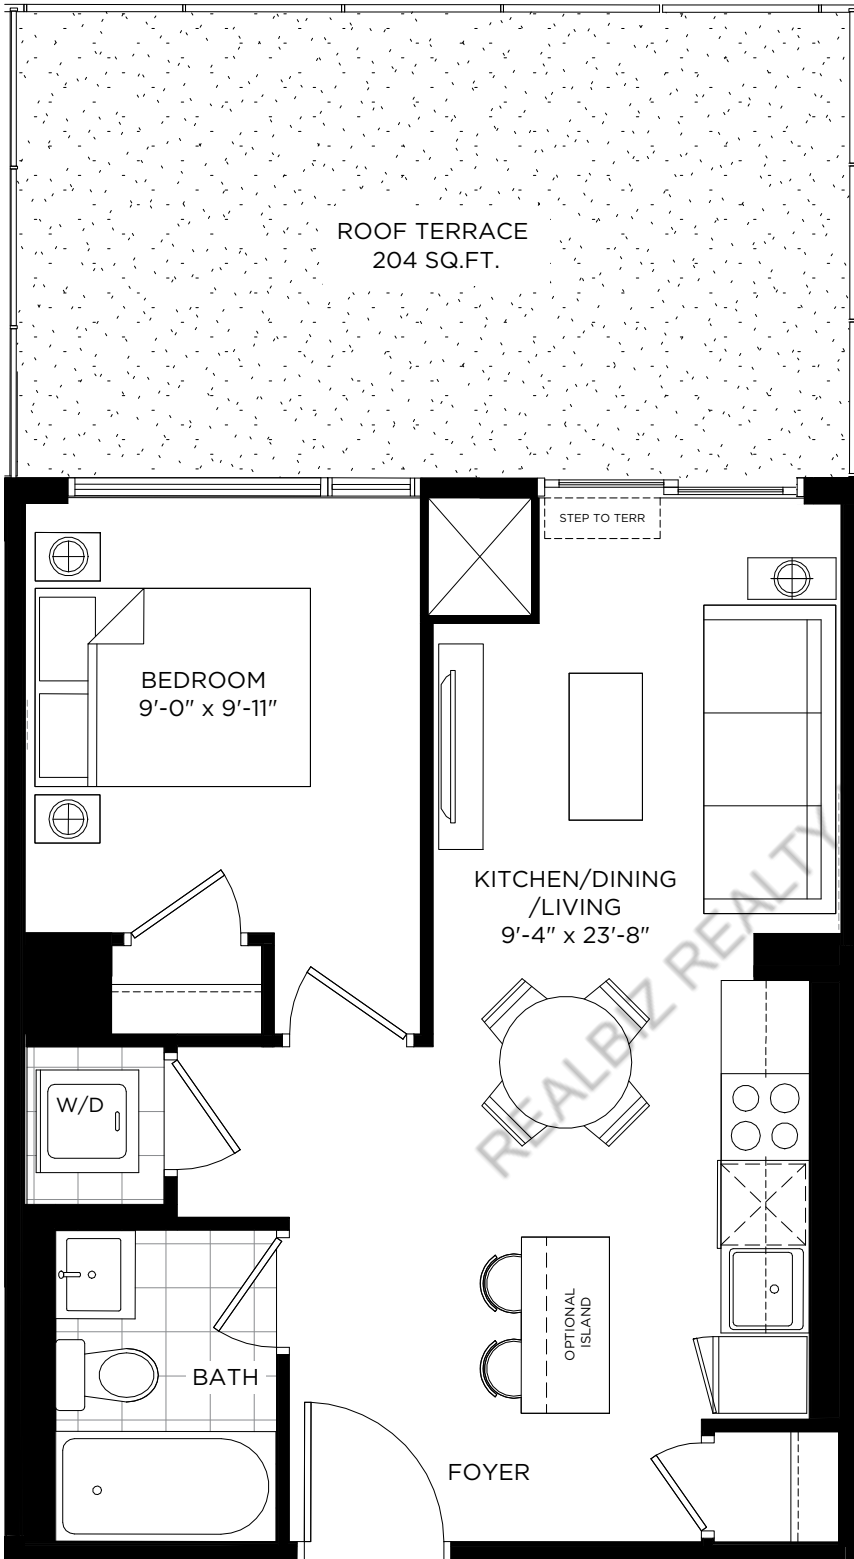 ROOF TERRACE
204 SQ.FT.
STEP TO TERR
BEDROOM
9'-0" x 9'-11"
KITCHEN/DINING
/LIVING
9'-4" x 23'-8"
REALBIZ REALTY
W/D
OPTIONAL
ISLAND
BATH
FOYER